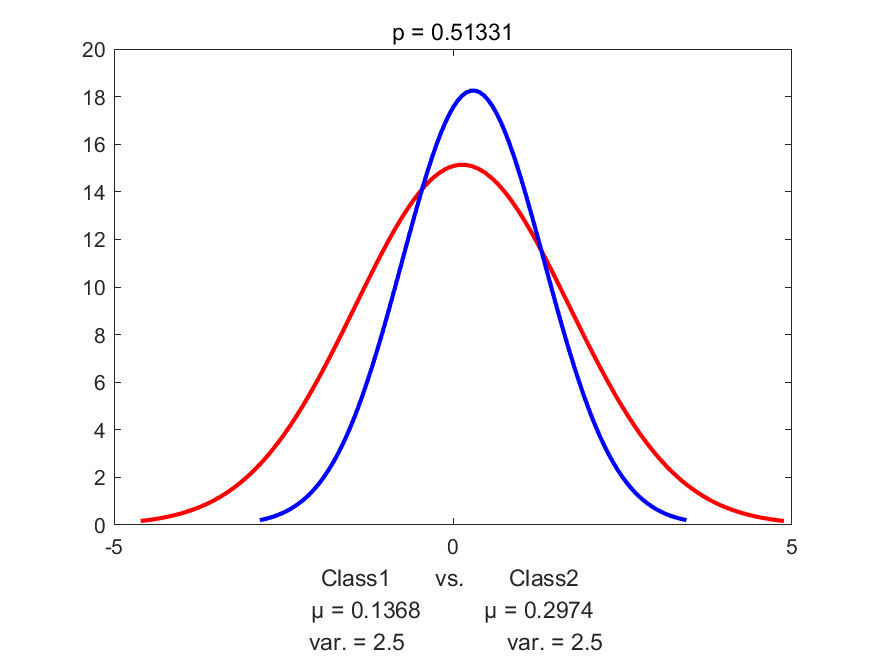 p = 0.51331
20
18
16
14
12
10
8
6
4
2
0
-5 0 5
Class1 vs. Class2
μ = 0.1368 μ = 0.2974
var. = 2.5 var. = 2.5